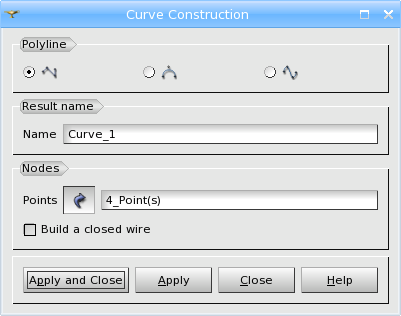 Curve Construction
Polyline
Result name
Name Curve_1
Nodes
Points 4_Point(s)
Build a closed wire
Apply and Close Apply Close Help